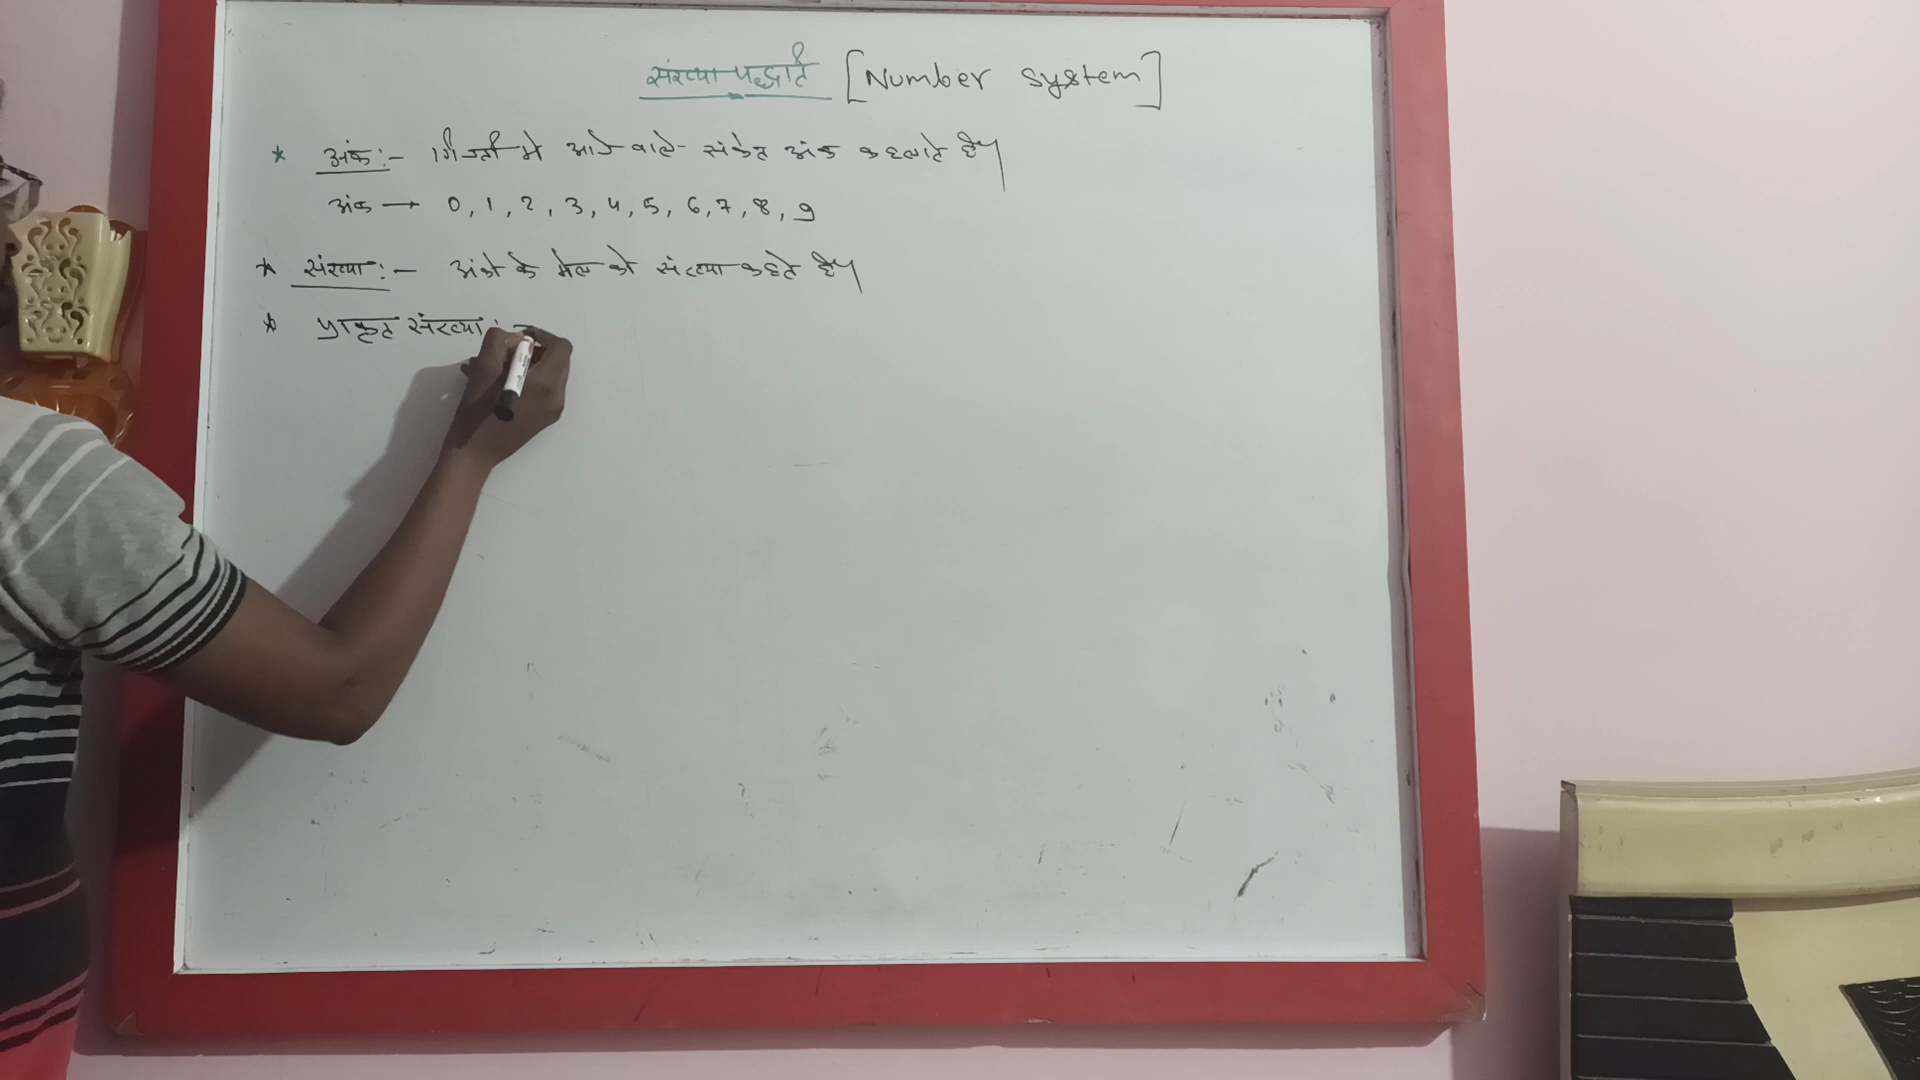 संख्या पद्धति [Number System]
* अंक :- गिनती मे आने वाले संकेत अंक कहलाते है।
अंक → 0, 1, 2, 3, 4, 5, 6, 7, 8, 9
* संख्या :- अंको के मेल को संख्या कहते है।
* प्राकृत संख्या : -